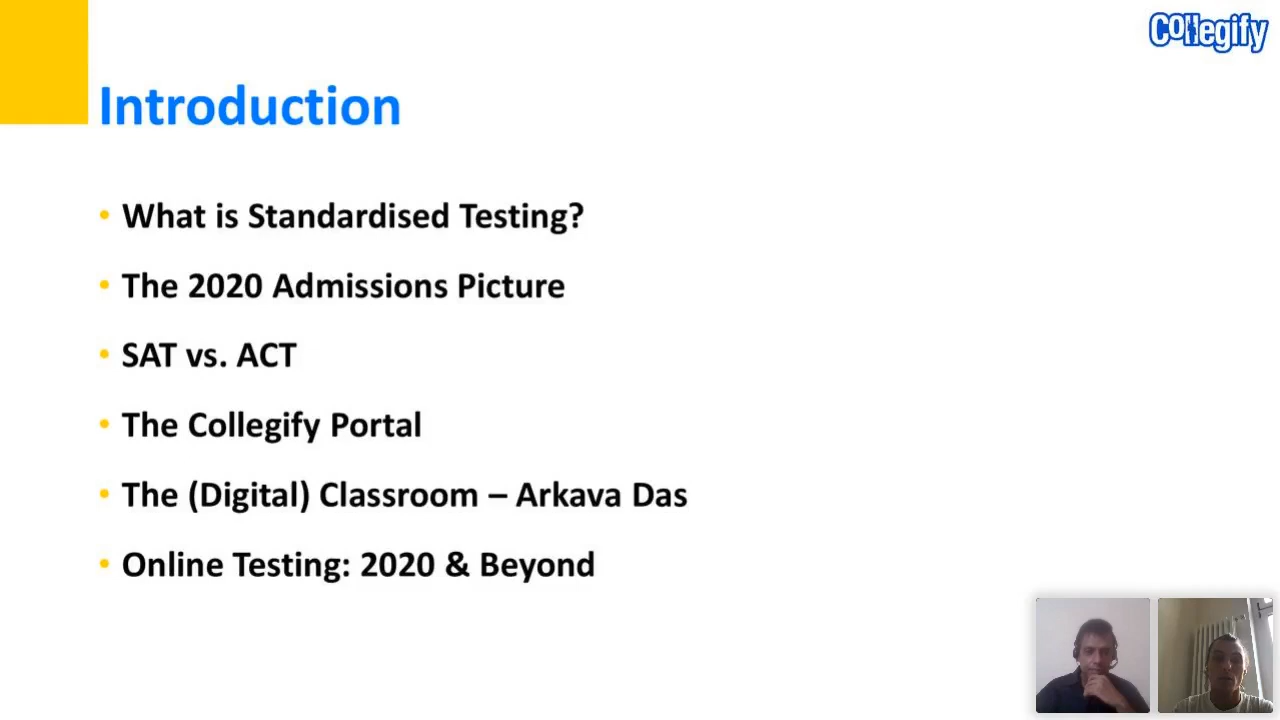 Collegify
Introduction
• What is Standardised Testing?
• The 2020 Admissions Picture
• SAT vs. ACT
• The Collegify Portal
• The (Digital) Classroom – Arkava Das
• Online Testing: 2020 & Beyond